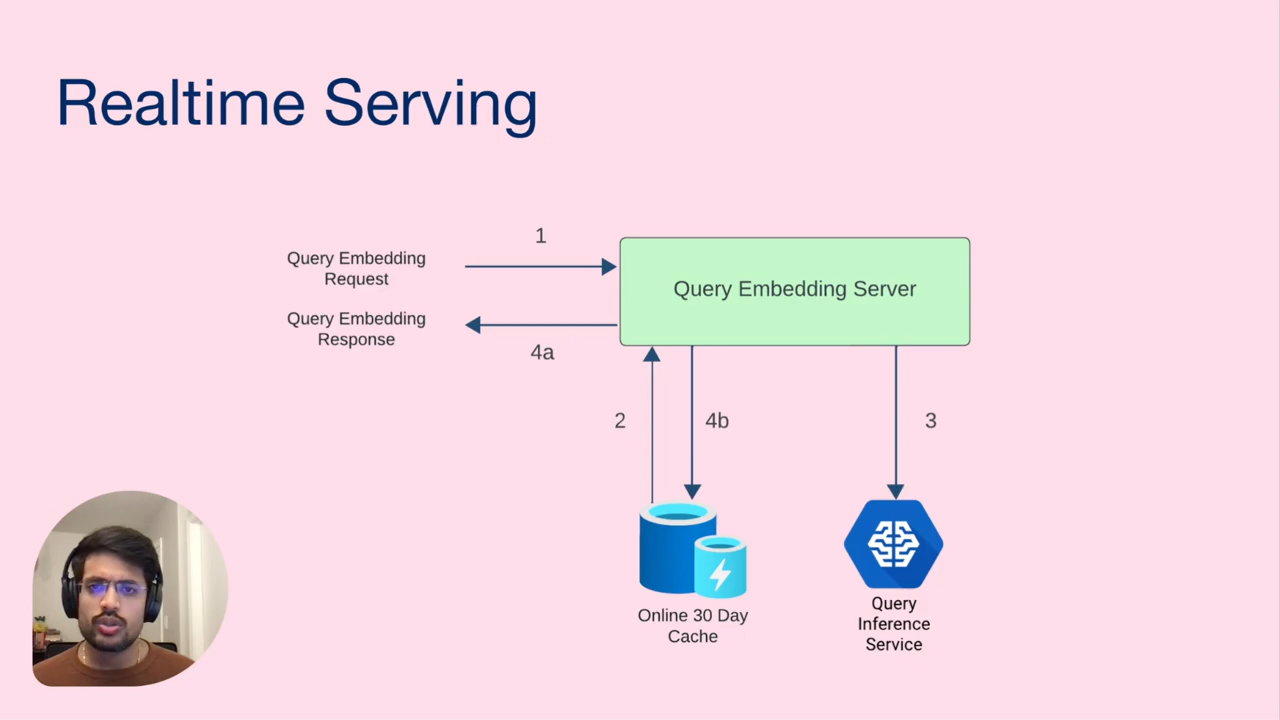 Realtime Serving
1
Query Embedding
Request
Query Embedding Server
Query Embedding
Response
4a
2
4b
3
Online 30 Day
Cache
Query
Inference
Service